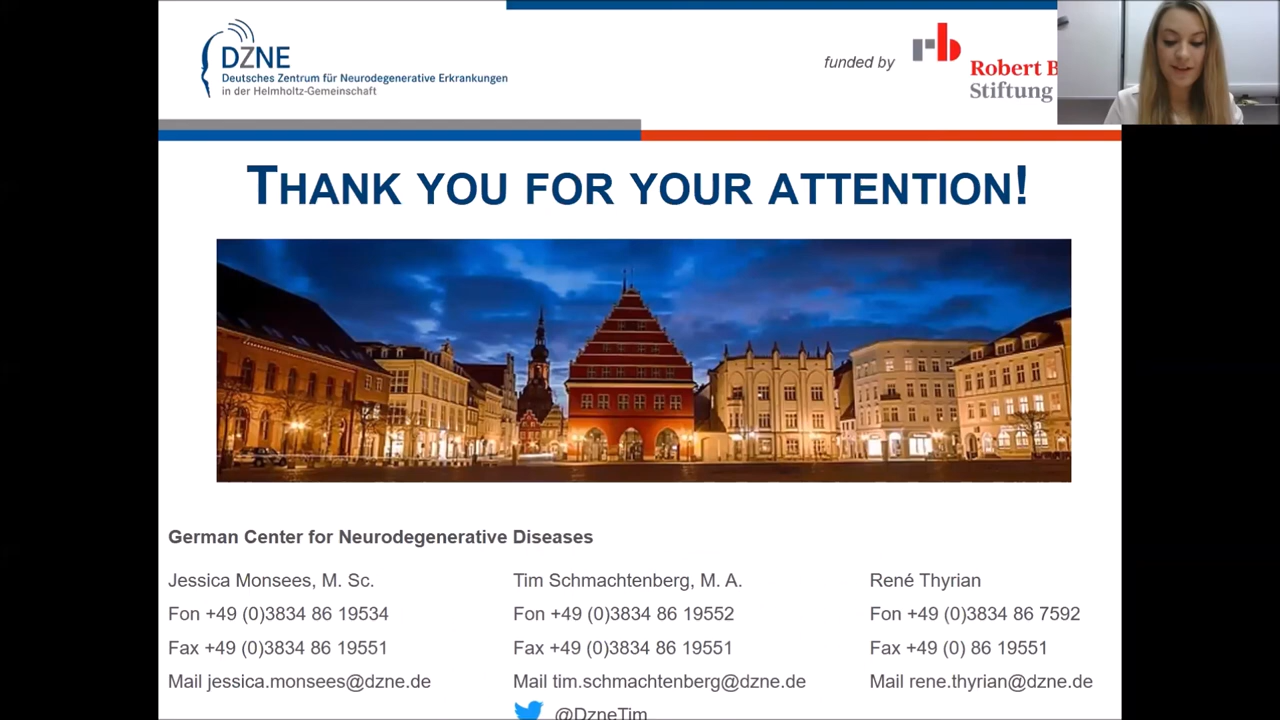 DZNE
Deutsches Zentrum für Neurodegenerative Erkrankungen
in der Helmholtz-Gemeinschaft
funded by
rb
Robert B
Stiftung
THANK YOU FOR YOUR ATTENTION!
German Center for Neurodegenerative Diseases
Jessica Monsees, M. Sc.
Fon +49 (0)3834 86 19534
Fax +49 (0)3834 86 19551
Mail jessica.monsees@dzne.de
Tim Schmachtenberg, M. A.
Fon +49 (0)3834 86 19552
Fax +49 (0)3834 86 19551
Mail tim.schmachtenberg@dzne.de
@DzneTim
René Thyrian
Fon +49 (0)3834 86 7592
Fax +49 (0) 86 19551
Mail rene.thyrian@dzne.de